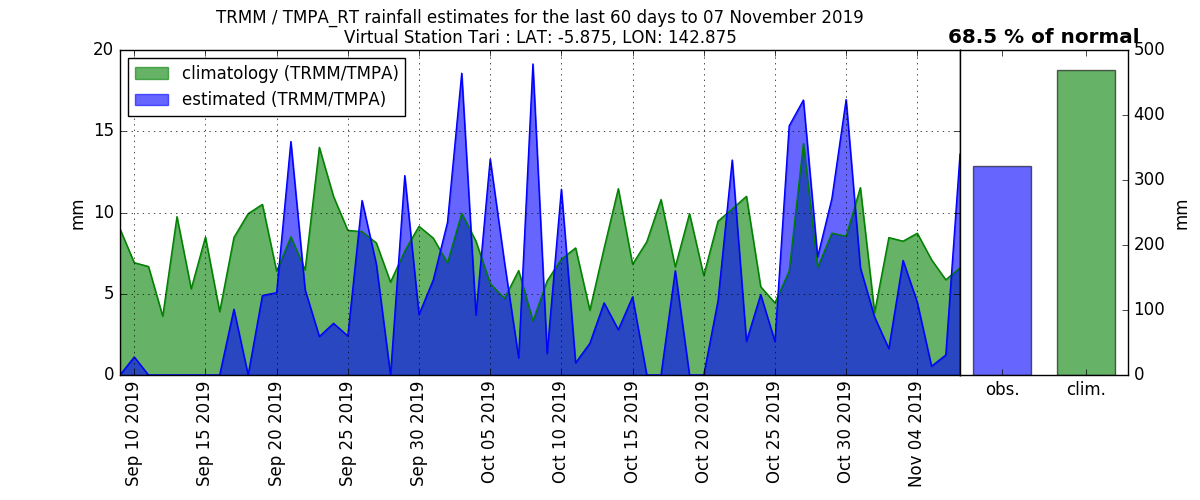 TRMM / TMPA_RT rainfall estimates for the last 60 days to 07 November 2019
Virtual Station Tari : LAT: -5.875, LON: 142.875
68.5 % of normal
climatology (TRMM/TMPA)
estimated (TRMM/TMPA)
20
15
10
5
0
mm
Sep 10 2019
Sep 15 2019
Sep 20 2019
Sep 25 2019
Sep 30 2019
Oct 05 2019
Oct 10 2019
Oct 15 2019
Oct 20 2019
Oct 25 2019
Oct 30 2019
Nov 04 2019
obs.
clim.
500
400
300
200
100
0
mm